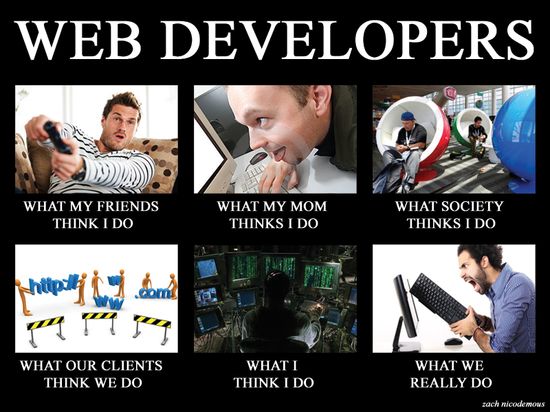 WEB DEVELOPERS
WHAT MY FRIENDS
THINK I DO
WHAT MY MOM
THINKS I DO
WHAT SOCIETY
THINKS I DO
http://
w
ww
.com
WHAT OUR CLIENTS
THINK WE DO
WHAT I
THINK I DO
WHAT WE
REALLY DO
zach nicodemous